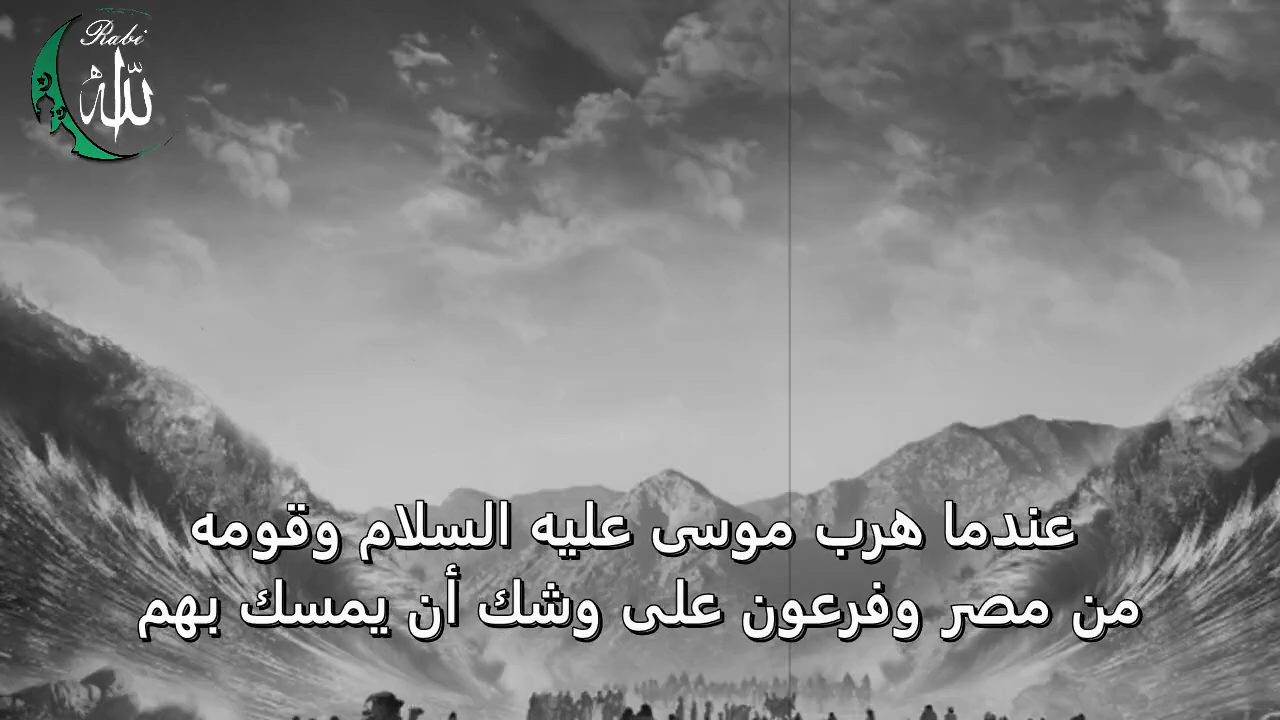 Rabi
الله
عندما هرب موسى عليه السلام وقومه
من مصر وفرعون على وشك أن يمسك بهم